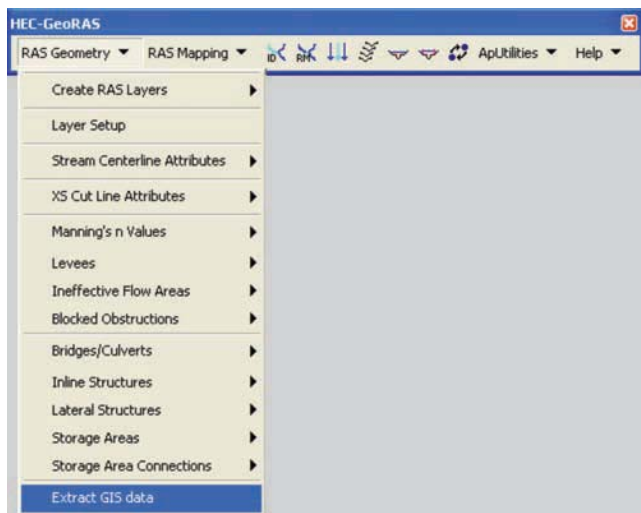 HEC-GeoRAS
RAS Geometry RAS Mapping ID RHK ApUtilities Help
Create RAS Layers
Layer Setup
Stream Centerline Attributes
XS Cut Line Attributes
Manning's n Values
Levees
Ineffective Flow Areas
Blocked Obstructions
Bridges/Culverts
Inline Structures
Lateral Structures
Storage Areas
Storage Area Connections
Extract GIS data